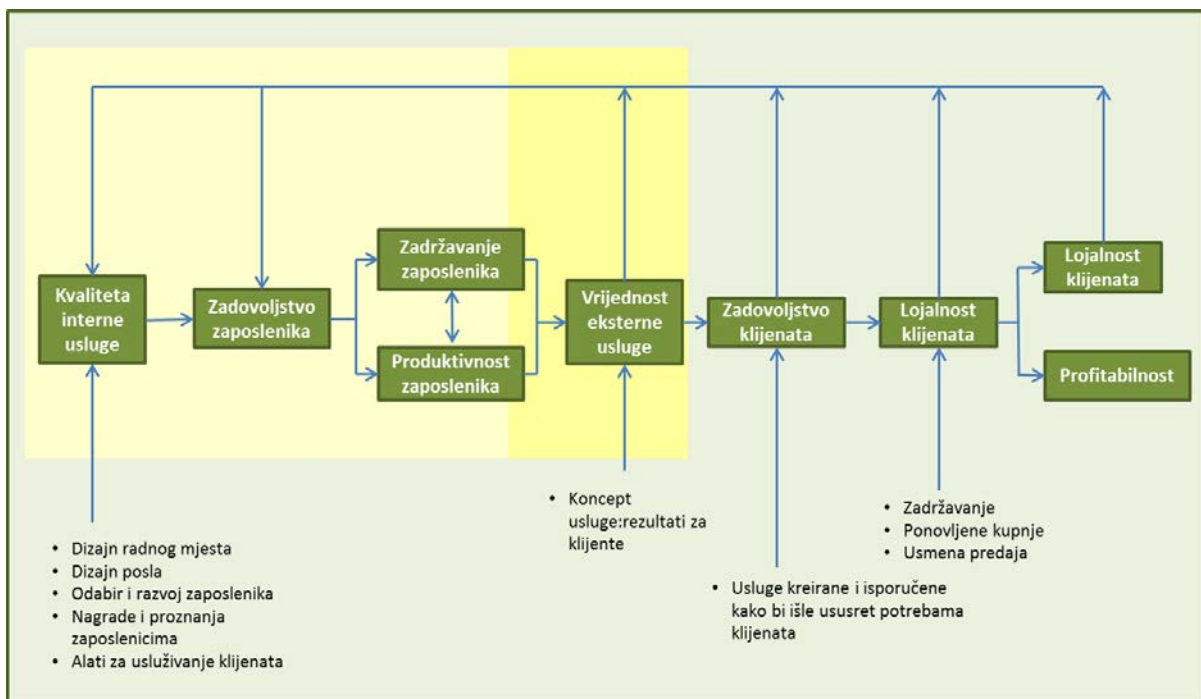 Kvaliteta
interne
usluge
Zadovoljstvo
zaposlenika
Zadržavanje
zaposlenika
Produktivnost
zaposlenika
Vrijednost
eksterne
usluge
Zadovoljstvo
klijenata
Lojalnost
klijenata
Lojalnost
klijenata
Profitabilnost
• Dizajn radnog mjesta
• Dizajn posla
• Odabir i razvoj zaposlenika
• Nagrade i proznanja
zaposlenicima
• Alati za usluživanje klijenata
• Koncept
usluge:rezultati za
klijente
• Usluge kreirane i isporučene
kako bi išle ususret potrebama
klijenata
• Zadržavanje
• Ponovljene kupnje
• Usmena predaja